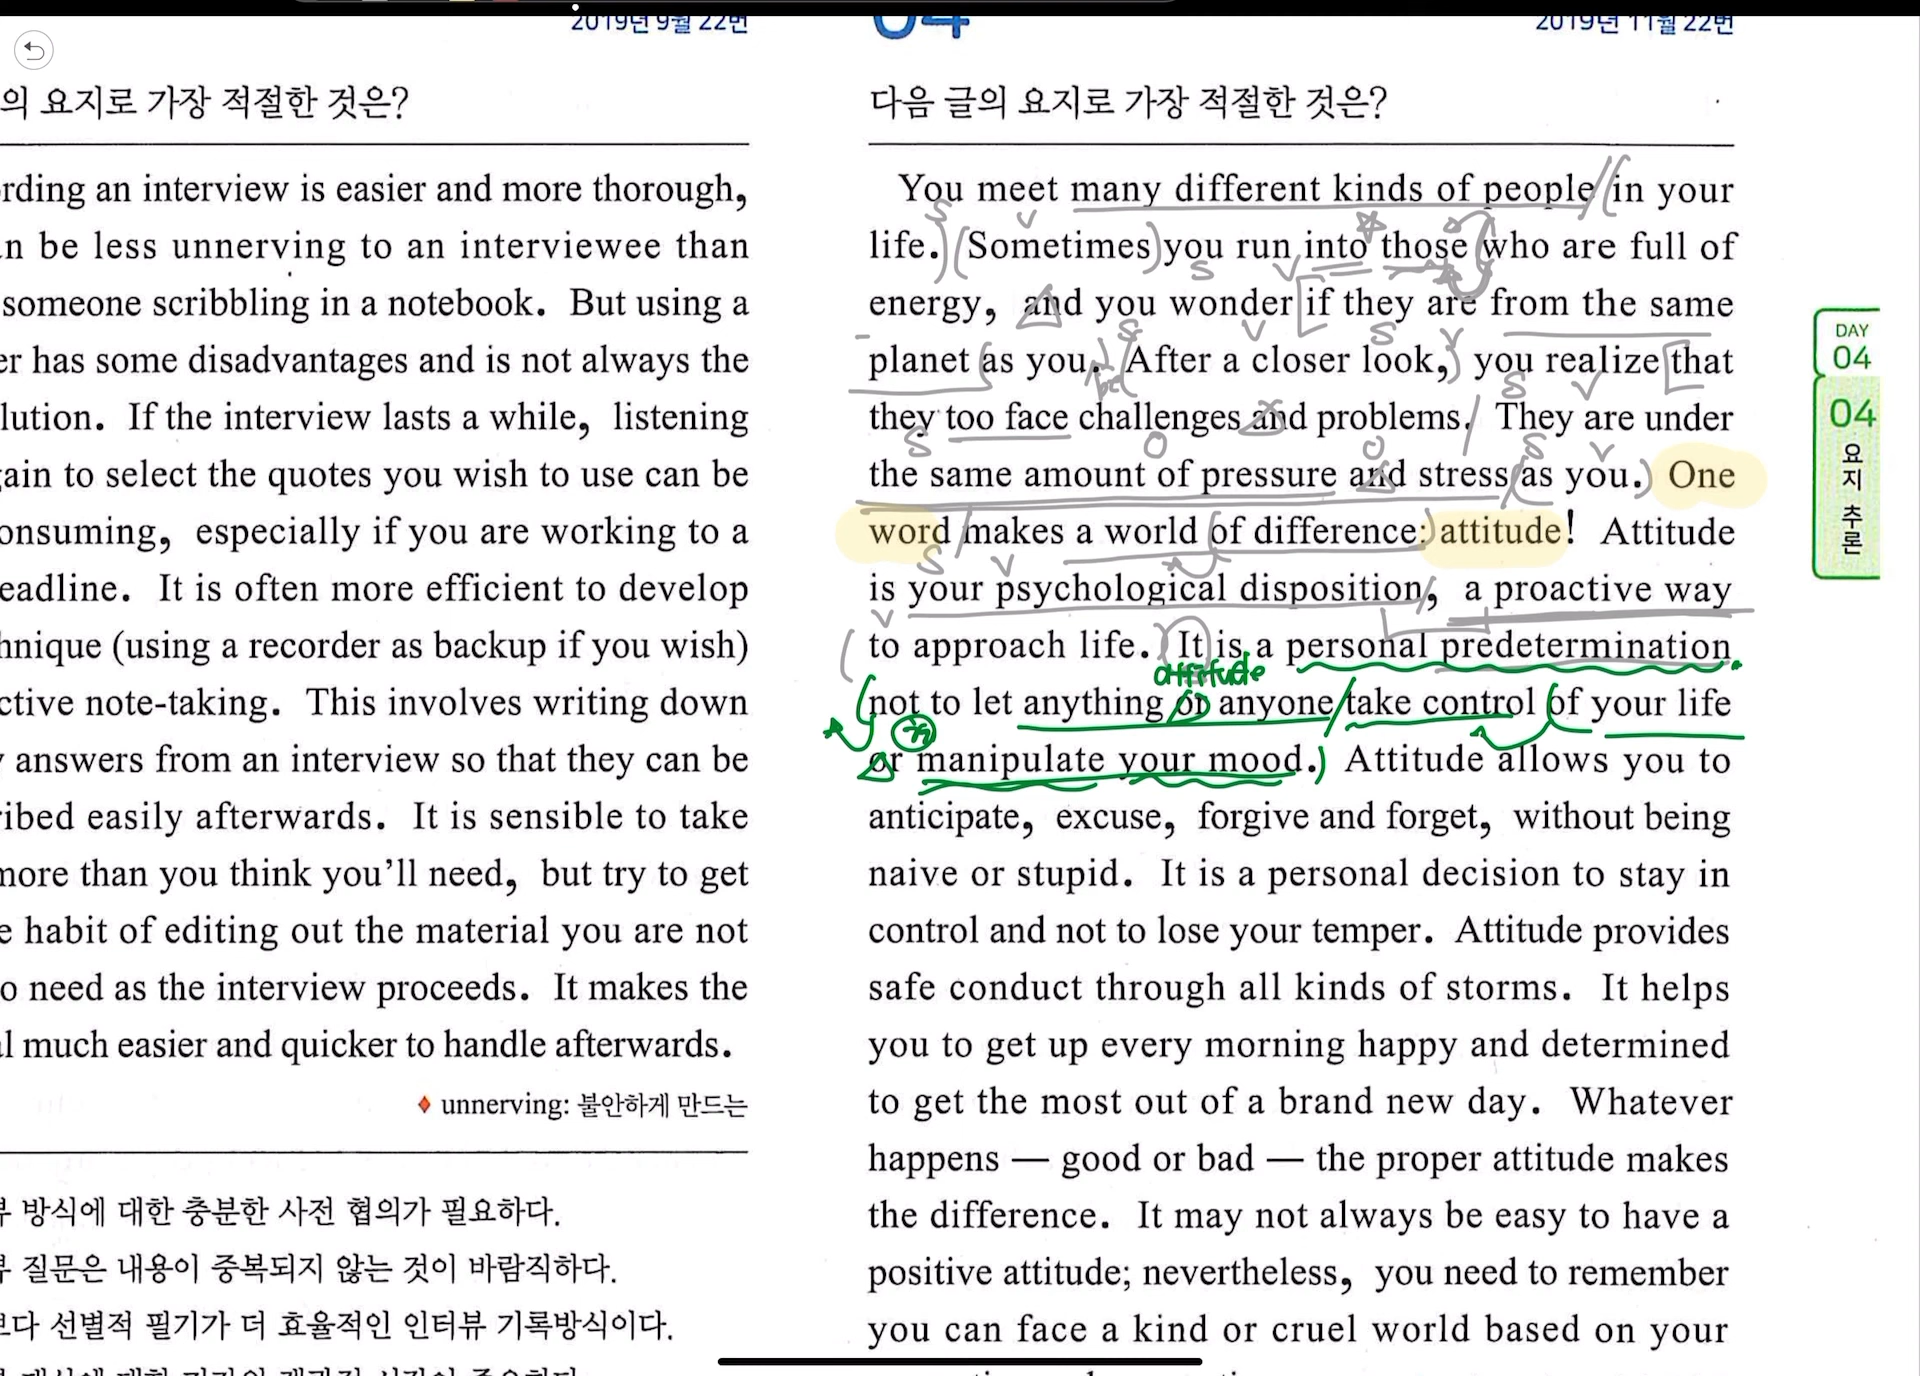 2019년 9월 22번
의 요지로 가장 적절한 것은?
rding an interview is easier and more thorough,
n be less unnerving to an interviewee than
someone scribbling in a notebook. But using a
er has some disadvantages and is not always the
lution. If the interview lasts a while, listening
ain to select the quotes you wish to use can be
onsuming, especially if you are working to a
eadline. It is often more efficient to develop
hnique (using a recorder as backup if you wish)
ctive note-taking. This involves writing down
answers from an interview so that they can be
ribed easily afterwards. It is sensible to take
more than you think you'll need, but try to get
e habit of editing out the material you are not
o need as the interview proceeds. It makes the
l much easier and quicker to handle afterwards.
♦ unnerving: 불안하게 만드는
방식에 대한 충분한 사전 협의가 필요하다.
질문은 내용이 중복되지 않는 것이 바람직하다.
보다 선별적 필기가 더 효율적인 인터뷰 기록방식이다.
04
2019년 11월 22번
다음 글의 요지로 가장 적절한 것은?
You meet many different kinds of people in your
life. Sometimes you run into those who are full of
energy, and you wonder if they are from the same
planet as you. After a closer look, you realize that
they too face challenges and problems. They are under
the same amount of pressure and stress as you. One
word makes a world of difference: attitude! Attitude
is your psychological disposition, a proactive way
to approach life. It is a personal predetermination
attitude
not to let anything or anyone take control of your life
or manipulate your mood. Attitude allows you to
anticipate, excuse, forgive and forget, without being
naive or stupid. It is a personal decision to stay in
control and not to lose your temper. Attitude provides
safe conduct through all kinds of storms. It helps
you to get up every morning happy and determined
to get the most out of a brand new day. Whatever
happens — good or bad — the proper attitude makes
the difference. It may not always be easy to have a
positive attitude; nevertheless, you need to remember
you can face a kind or cruel world based on your
DAY
04
04
요지 추론